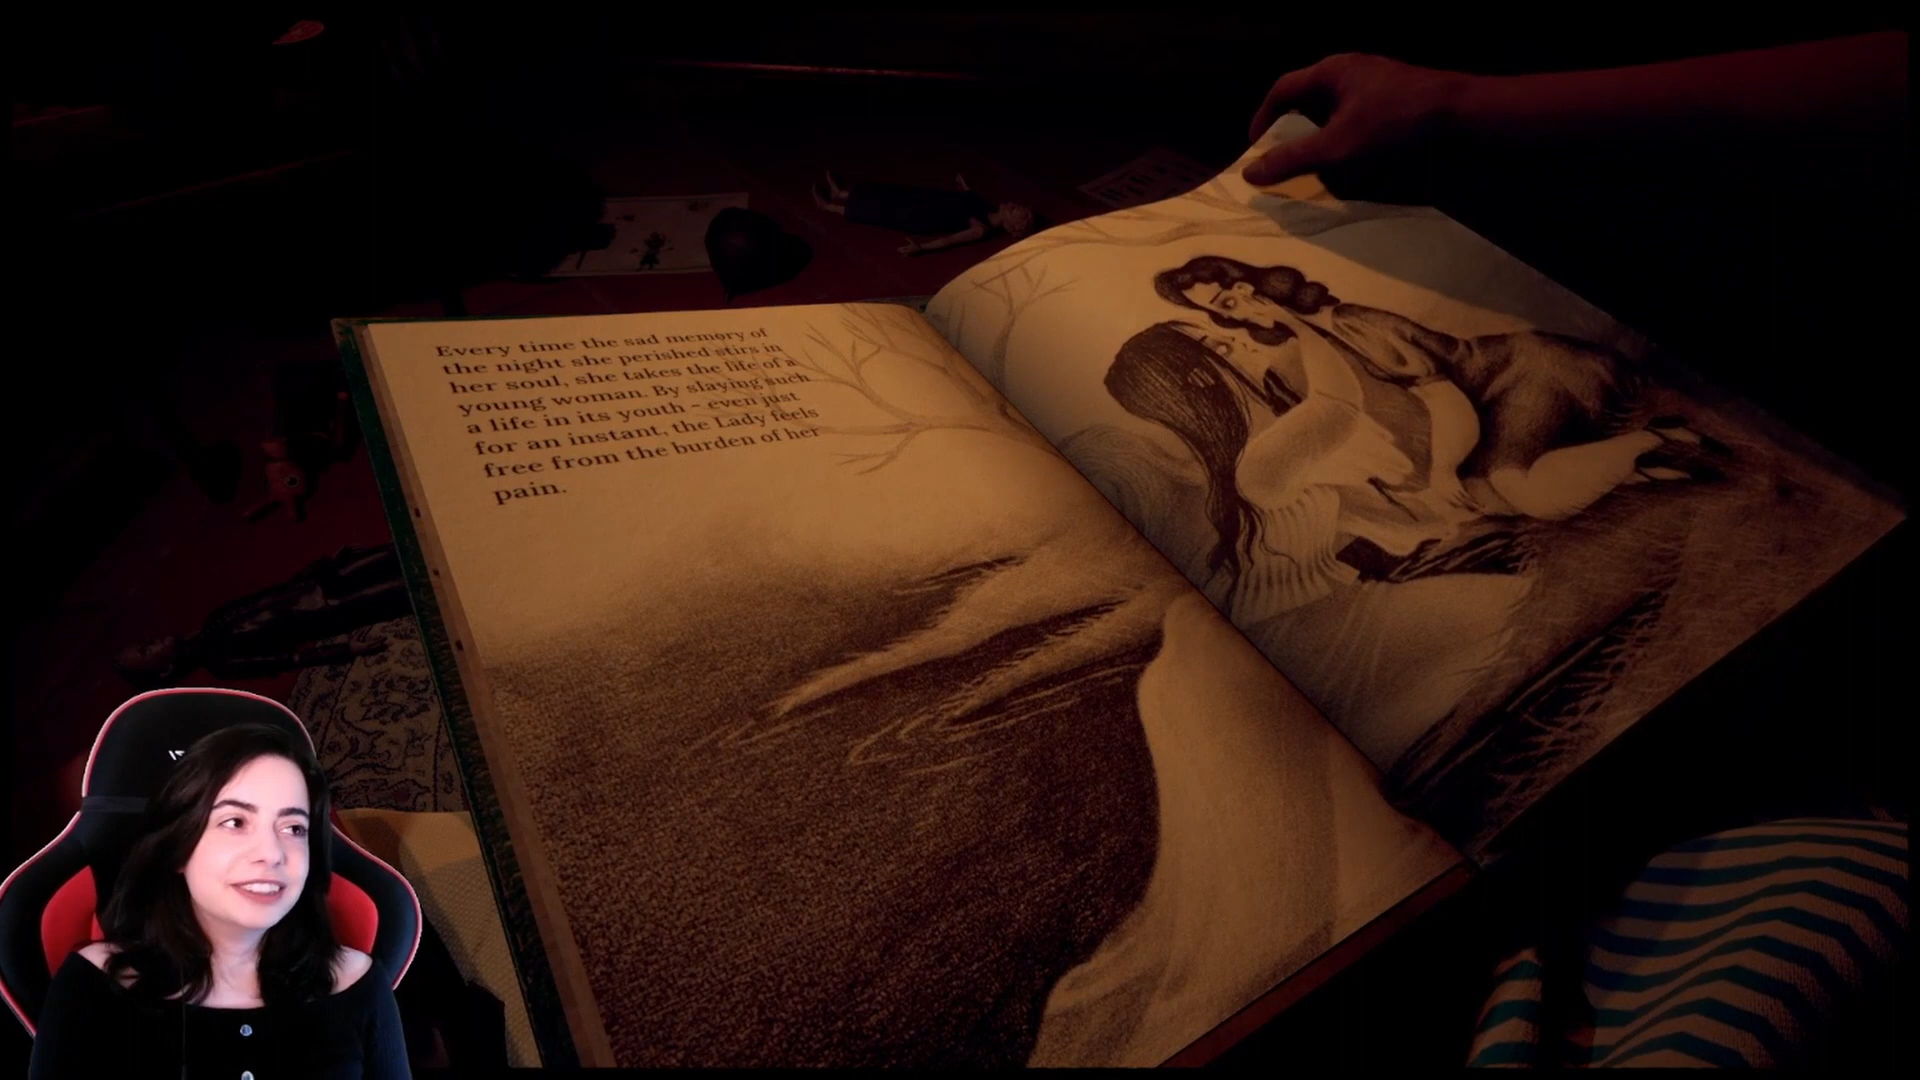 Every time the sad memory of
the night she perished stirs in
her soul, she takes the life of a
young woman. By slaying such
a life in its youth – even just
for an instant, the Lady feels
free from the burden of her
pain.